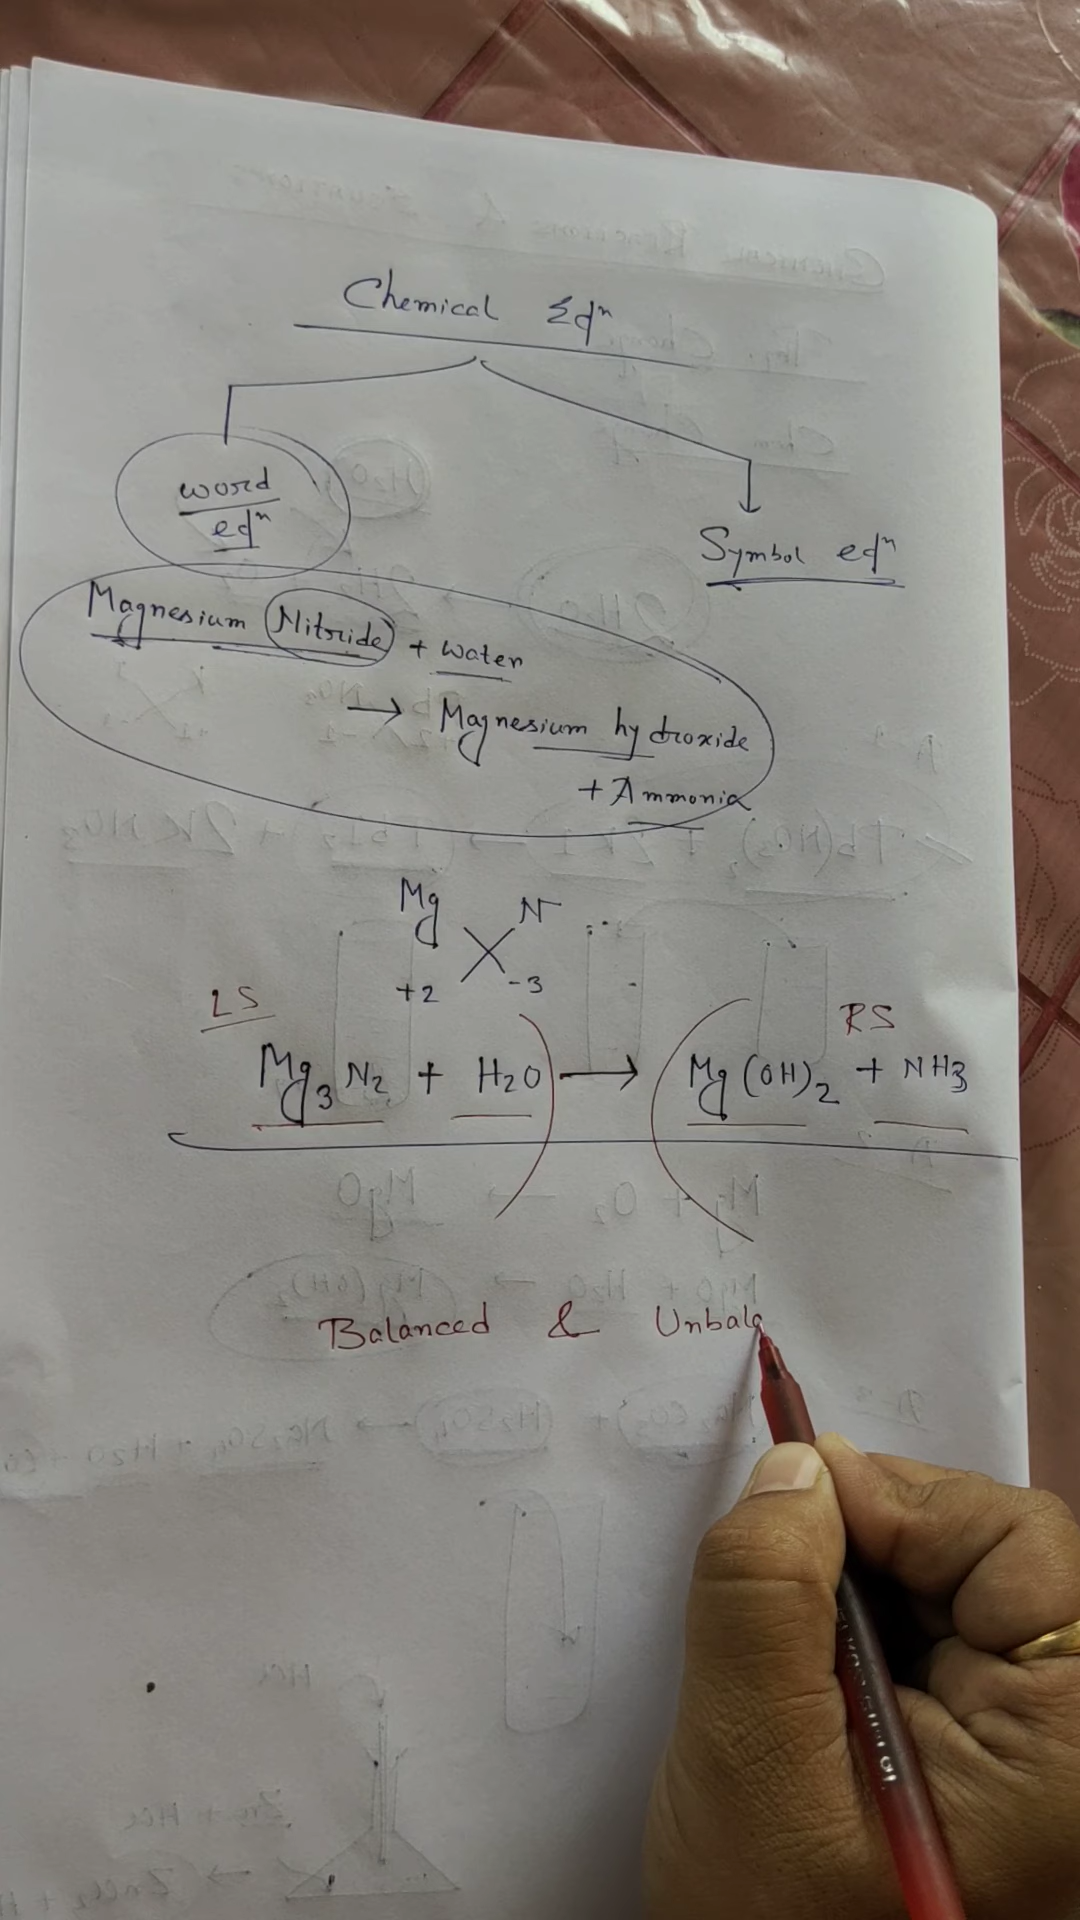 Chemical Eqⁿ
word
eqⁿ
Symbol eqⁿ
Magnesium Nitride + Water
→ Magnesium hydroxide
+ Ammonia
Mg N
+2 -3
LS RS
Mg₃N₂ + H₂O → Mg(OH)₂ + NH₃
Balanced & Unbala